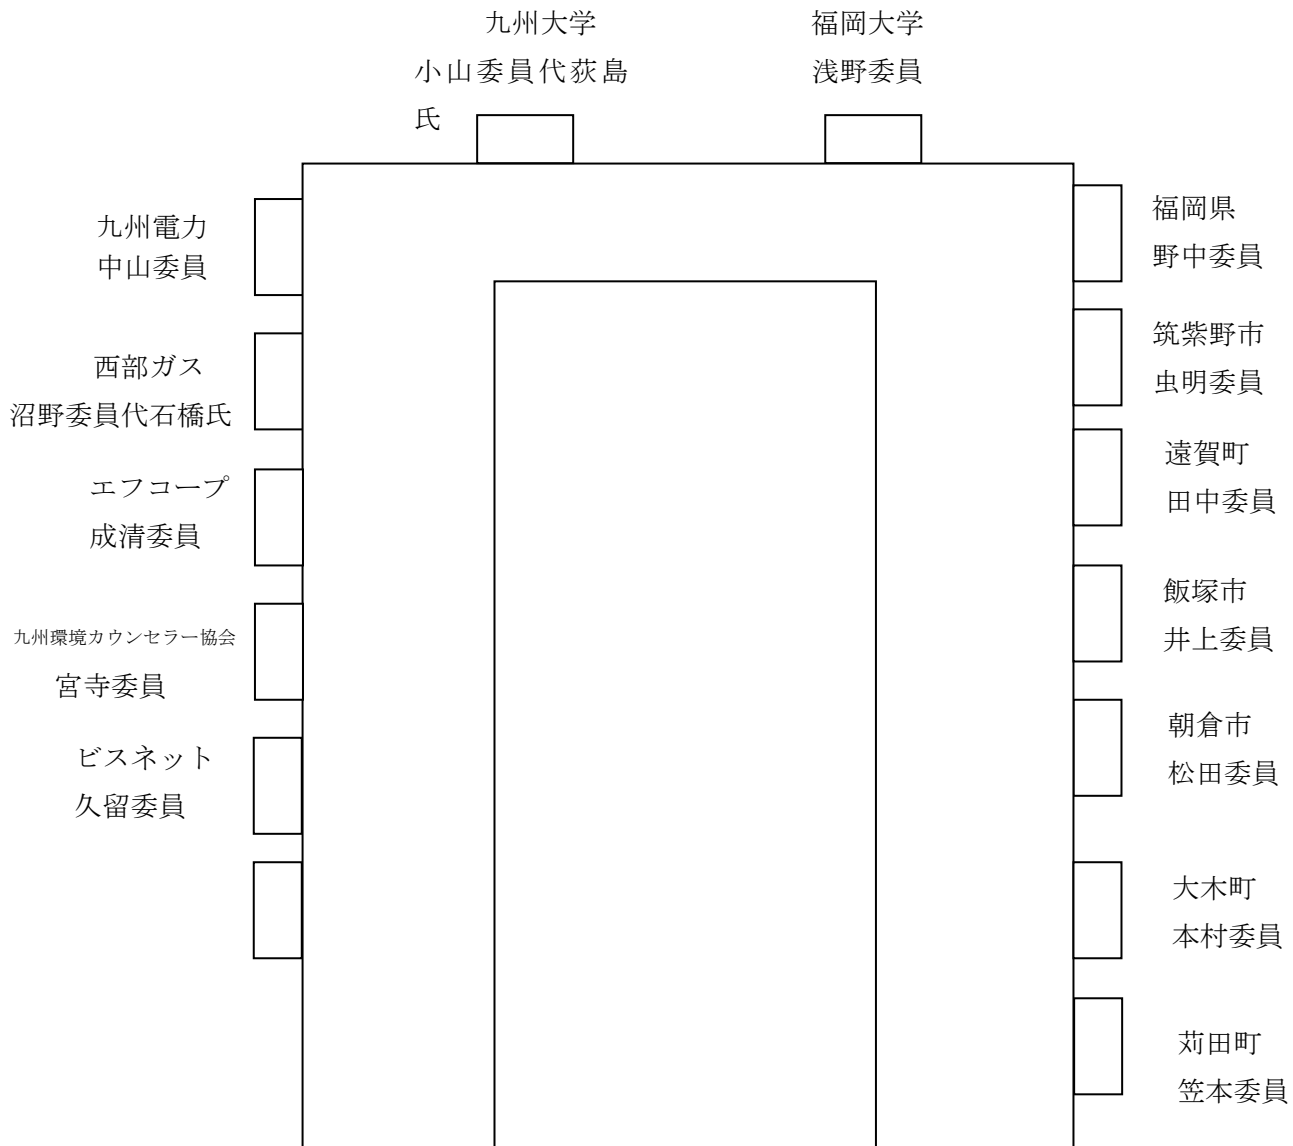 九州大学
小山委員代荻島
氏
福岡大学
浅野委員
九州電力
中山委員
西部ガス
沼野委員代石橋氏
エフコープ
成清委員
九州環境カウンセラー協会
宮寺委員
ビスネット
久留委員
福岡県
野中委員
筑紫野市
虫明委員
遠賀町
田中委員
飯塚市
井上委員
朝倉市
松田委員
大木町
本村委員
苅田町
笠本委員